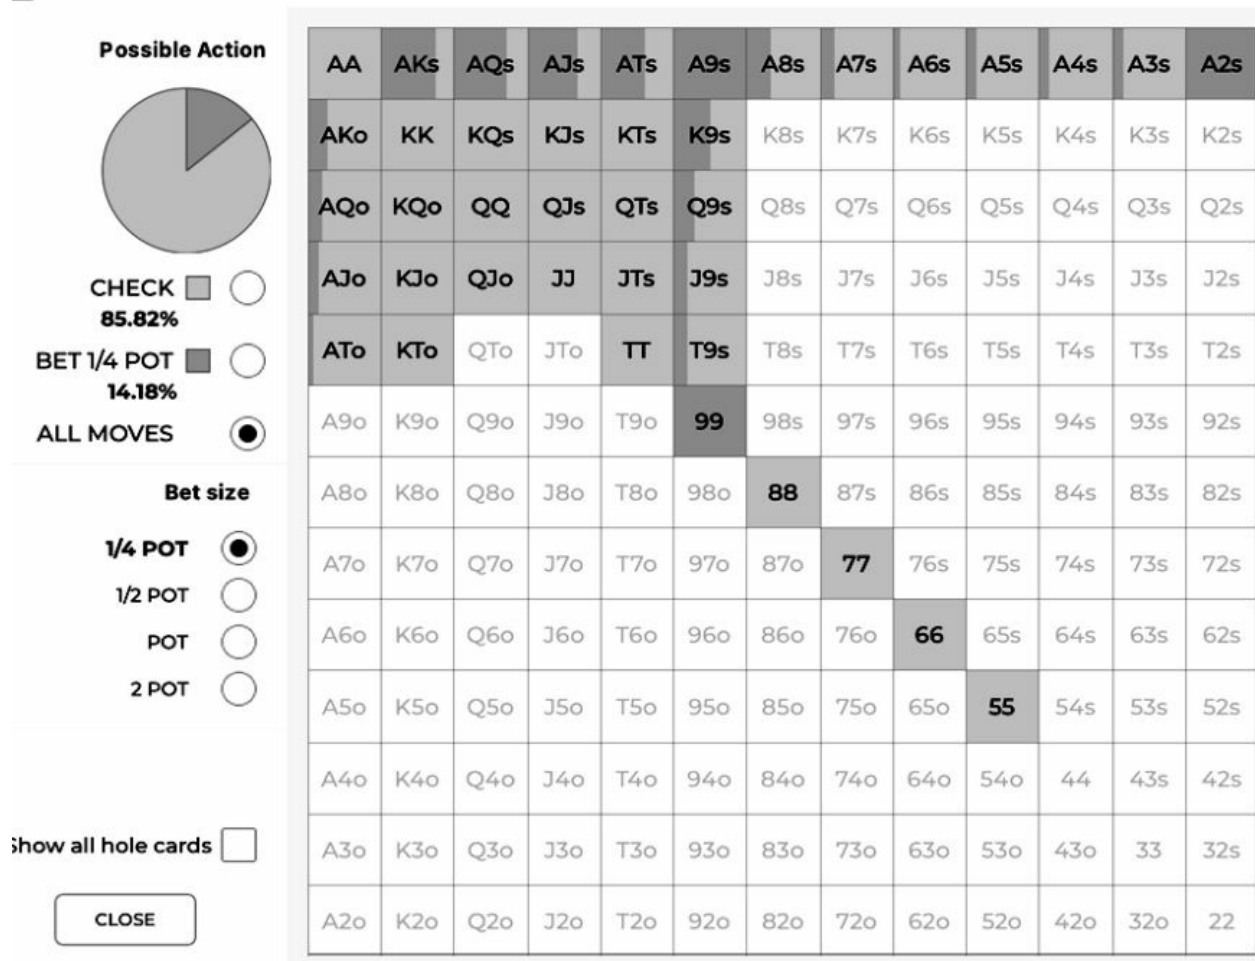 Possible Action
CHECK
85.82%
BET 1/4 POT
14.18%
ALL MOVES
Bet size
1/4 POT
1/2 POT
POT
2 POT
Show all hole cards
CLOSE
AA AKs AQs AJs ATs A9s A8s A7s A6s A5s A4s A3s A2s
AKo KK KQs KJs KTs K9s K8s K7s K6s K5s K4s K3s K2s
AQo KQo QQ QJs QTs Q9s Q8s Q7s Q6s Q5s Q4s Q3s Q2s
AJo KJo QJo JJ JTs J9s J8s J7s J6s J5s J4s J3s J2s
ATo KTo QTo JTo TT T9s T8s T7s T6s T5s T4s T3s T2s
A9o K9o Q9o J9o T9o 99 98s 97s 96s 95s 94s 93s 92s
A8o K8o Q8o J8o T8o 98o 88 87s 86s 85s 84s 83s 82s
A7o K7o Q7o J7o T7o 97o 87o 77 76s 75s 74s 73s 72s
A6o K6o Q6o J6o T6o 96o 86o 76o 66 65s 64s 63s 62s
A5o K5o Q5o J5o T5o 95o 85o 75o 65o 55 54s 53s 52s
A4o K4o Q4o J4o T4o 94o 84o 74o 64o 54o 44 43s 42s
A3o K3o Q3o J3o T3o 93o 83o 73o 63o 53o 43o 33 32s
A2o K2o Q2o J2o T2o 92o 82o 72o 62o 52o 42o 32o 22